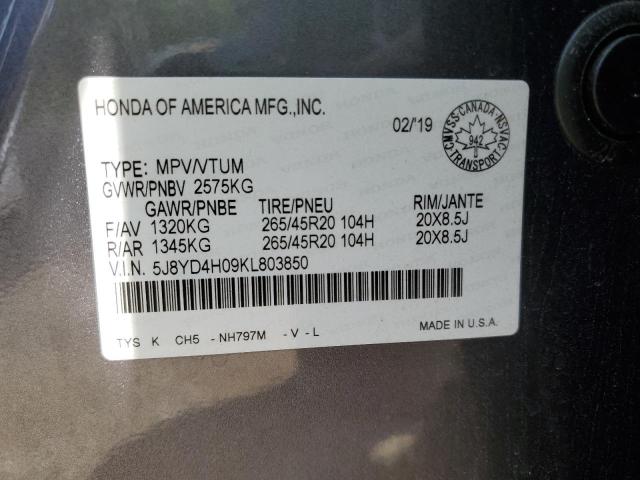 HONDA OF AMERICA MFG.,INC.
02/'19
CMVSS-CANADA-NSVAC
942
TRANSPORT
TYPE: MPV/VTUM
GVWR/PNBV 2575KG
GAWR/PNBE TIRE/PNEU RIM/JANTE
F/AV 1320KG 265/45R20 104H 20X8.5J
R/AR 1345KG 265/45R20 104H 20X8.5J
V.I.N. 5J8YD4H09KL803850
TYS K CH5 - NH797M - V - L
MADE IN U.S.A.